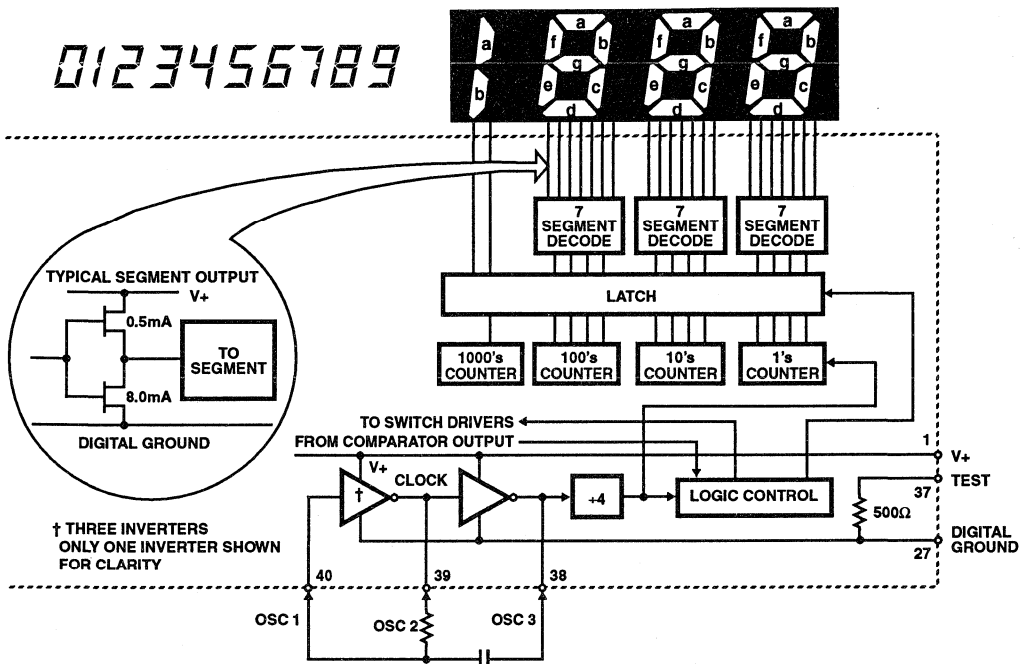 0123456789
a
b
a
f b
g
e c
d
a
f b
g
e c
d
a
f b
g
e c
d
7
SEGMENT
DECODE
7
SEGMENT
DECODE
7
SEGMENT
DECODE
LATCH
1000's
COUNTER
100's
COUNTER
10's
COUNTER
1's
COUNTER
TYPICAL SEGMENT OUTPUT
V+
0.5mA
TO
SEGMENT
8.0mA
DIGITAL GROUND
TO SWITCH DRIVERS
FROM COMPARATOR OUTPUT
V+
CLOCK
†
÷4
LOGIC CONTROL
1
V+
TEST
37
500Ω
DIGITAL
GROUND
27
† THREE INVERTERS
ONLY ONE INVERTER SHOWN
FOR CLARITY
40
39
38
OSC 1
OSC 2
OSC 3